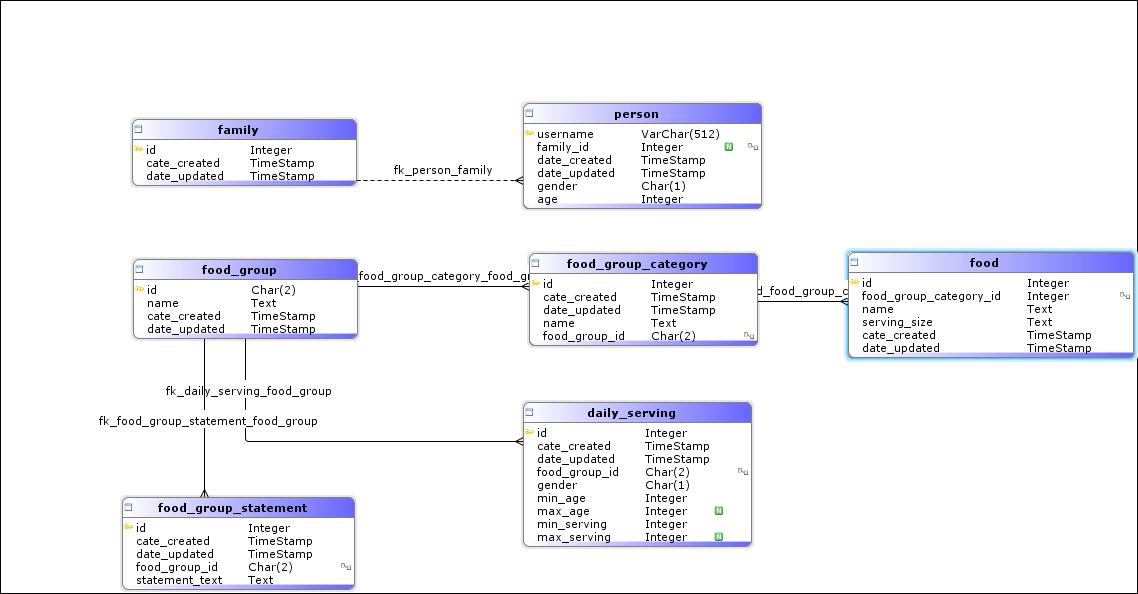 family
id Integer
cate_created TimeStamp
date_updated TimeStamp
fk_person_family
person
username VarChar(512)
family_id Integer N
date_created TimeStamp
date_updated TimeStamp
gender Char(1)
age Integer
food_group
id Char(2)
name Text
cate_created TimeStamp
date_updated TimeStamp
food_group_category_food_gr
food_group_category
id Integer
cate_created TimeStamp
date_updated TimeStamp
name Text
food_group_id Char(2)
d_food_group_c
food
id Integer
food_group_category_id Integer
name Text
serving_size Text
cate_created TimeStamp
date_updated TimeStamp
fk_daily_serving_food_group
fk_food_group_statement_food_group
daily_serving
id Integer
cate_created TimeStamp
date_updated TimeStamp
food_group_id Char(2)
gender Char(1)
min_age Integer
max_age Integer N
min_serving Integer
max_serving Integer N
food_group_statement
id Integer
cate_created TimeStamp
date_updated TimeStamp
food_group_id Char(2)
statement_text Text